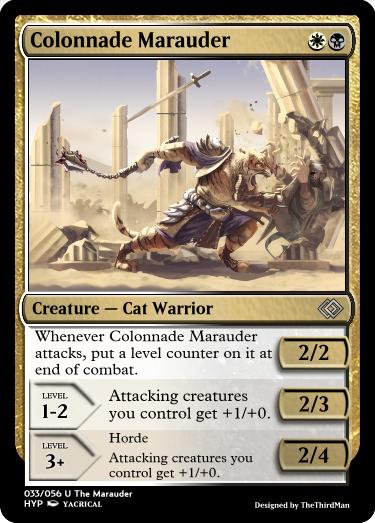 Colonnade Marauder
Creature — Cat Warrior
Whenever Colonnade Marauder
attacks, put a level counter on it at
end of combat.
2/2
LEVEL
1-2
Attacking creatures
you control get +1/+0.
2/3
LEVEL
3+
Horde
Attacking creatures you
control get +1/+0.
2/4
033/056 U The Marauder
HYP YACRICAL
Designed by TheThirdMan